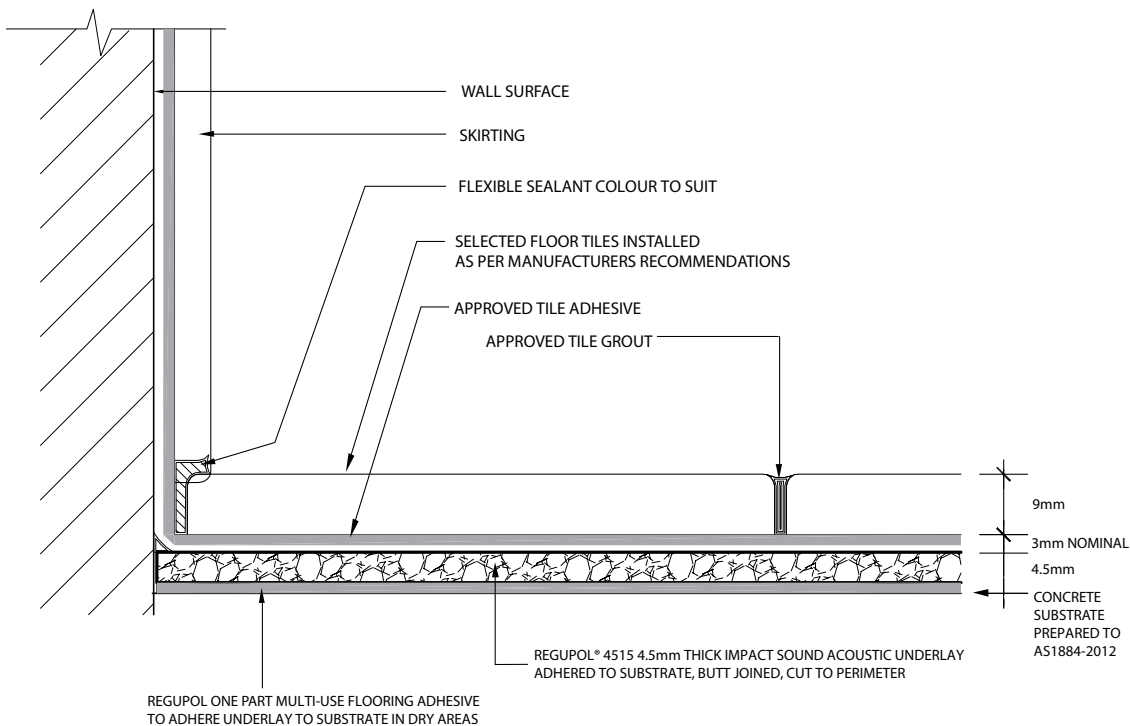 WALL SURFACE
SKIRTING
FLEXIBLE SEALANT COLOUR TO SUIT
SELECTED FLOOR TILES INSTALLED
AS PER MANUFACTURERS RECOMMENDATIONS
APPROVED TILE ADHESIVE
APPROVED TILE GROUT
9mm
3mm NOMINAL
4.5mm
CONCRETE
SUBSTRATE
PREPARED TO
AS1884-2012
REGUPOL® 4515 4.5mm THICK IMPACT SOUND ACOUSTIC UNDERLAY
ADHERED TO SUBSTRATE, BUTT JOINED, CUT TO PERIMETER
REGUPOL ONE PART MULTI-USE FLOORING ADHESIVE
TO ADHERE UNDERLAY TO SUBSTRATE IN DRY AREAS